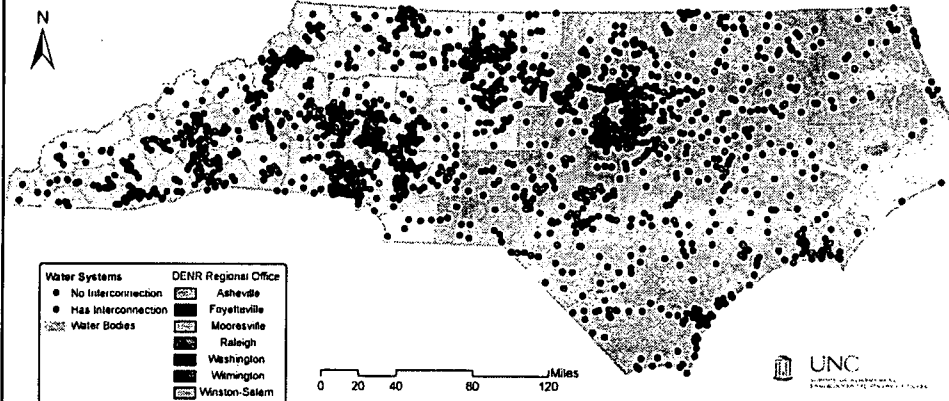 N
Water Systems
No Interconnection
Has Interconnection
Water Bodies
DENR Regional Office
Asheville
Fayetteville
Mooresville
Raleigh
Washington
Wilmington
Winston-Salem
0 20 40 80 120 Miles
UNC